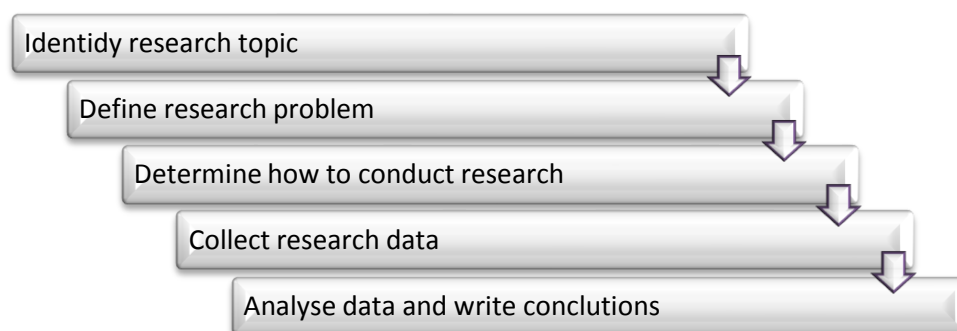 Identidy research topic
Define research problem
Determine how to conduct research
Collect research data
Analyse data and write conclutions